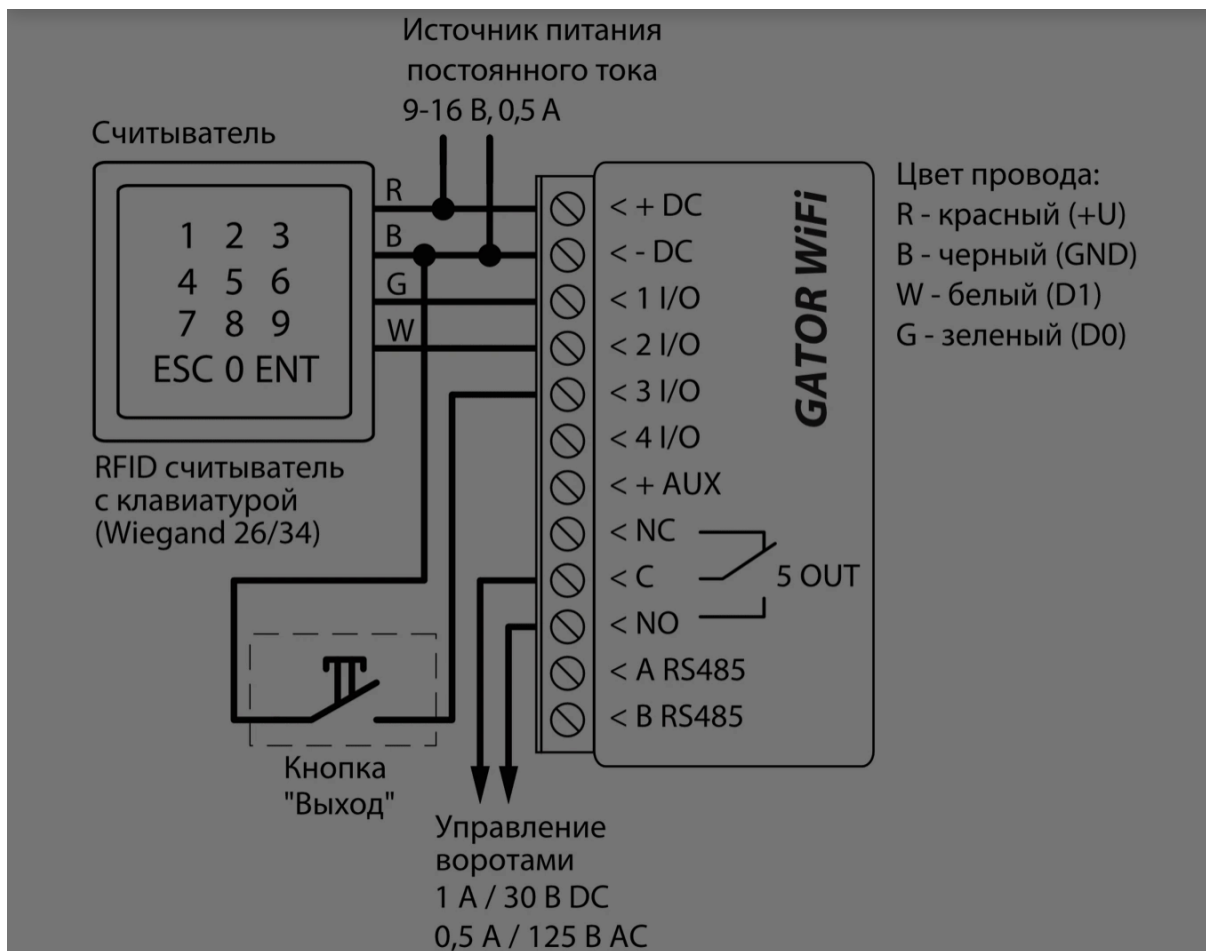 Источник питания
постоянного тока
9-16 В, 0,5 А
Считыватель
1 2 3
4 5 6
7 8 9
ESC 0 ENT
R
B
G
W
RFID считыватель
с клавиатурой
(Wiegand 26/34)
< + DC
< - DC
< 1 I/O
< 2 I/O
< 3 I/O
< 4 I/O
< + AUX
< NC
< C
5 OUT
< NO
< A RS485
< B RS485
GATOR WiFi
Цвет провода:
R - красный (+U)
B - черный (GND)
W - белый (D1)
G - зеленый (D0)
Кнопка
"Выход"
Управление
воротами
1 А / 30 В DC
0,5 А / 125 В AC